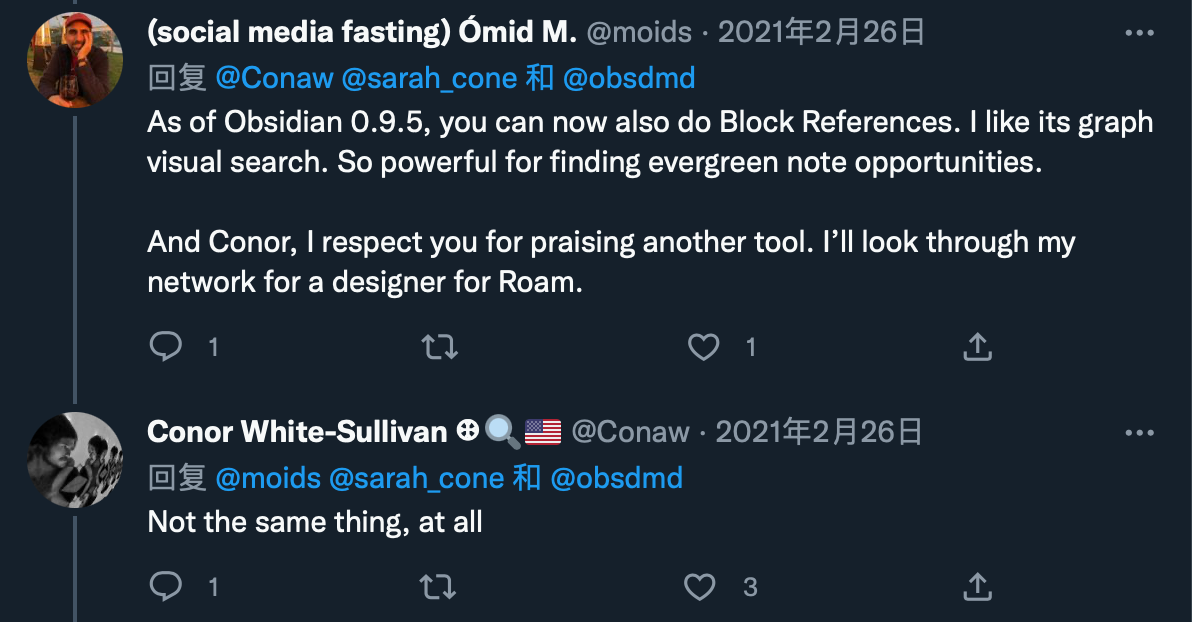 (social media fasting) Ómid M. @moids · 2021年2月26日
回复 @Conaw @sarah_cone 和 @obsdmd
As of Obsidian 0.9.5, you can now also do Block References. I like its graph
visual search. So powerful for finding evergreen note opportunities.
And Conor, I respect you for praising another tool. I’ll look through my
network for a designer for Roam.
1 1
Conor White-Sullivan 𐃏🔍🇺🇸 @Conaw · 2021年2月26日
回复 @moids @sarah_cone 和 @obsdmd
Not the same thing, at all
1 3